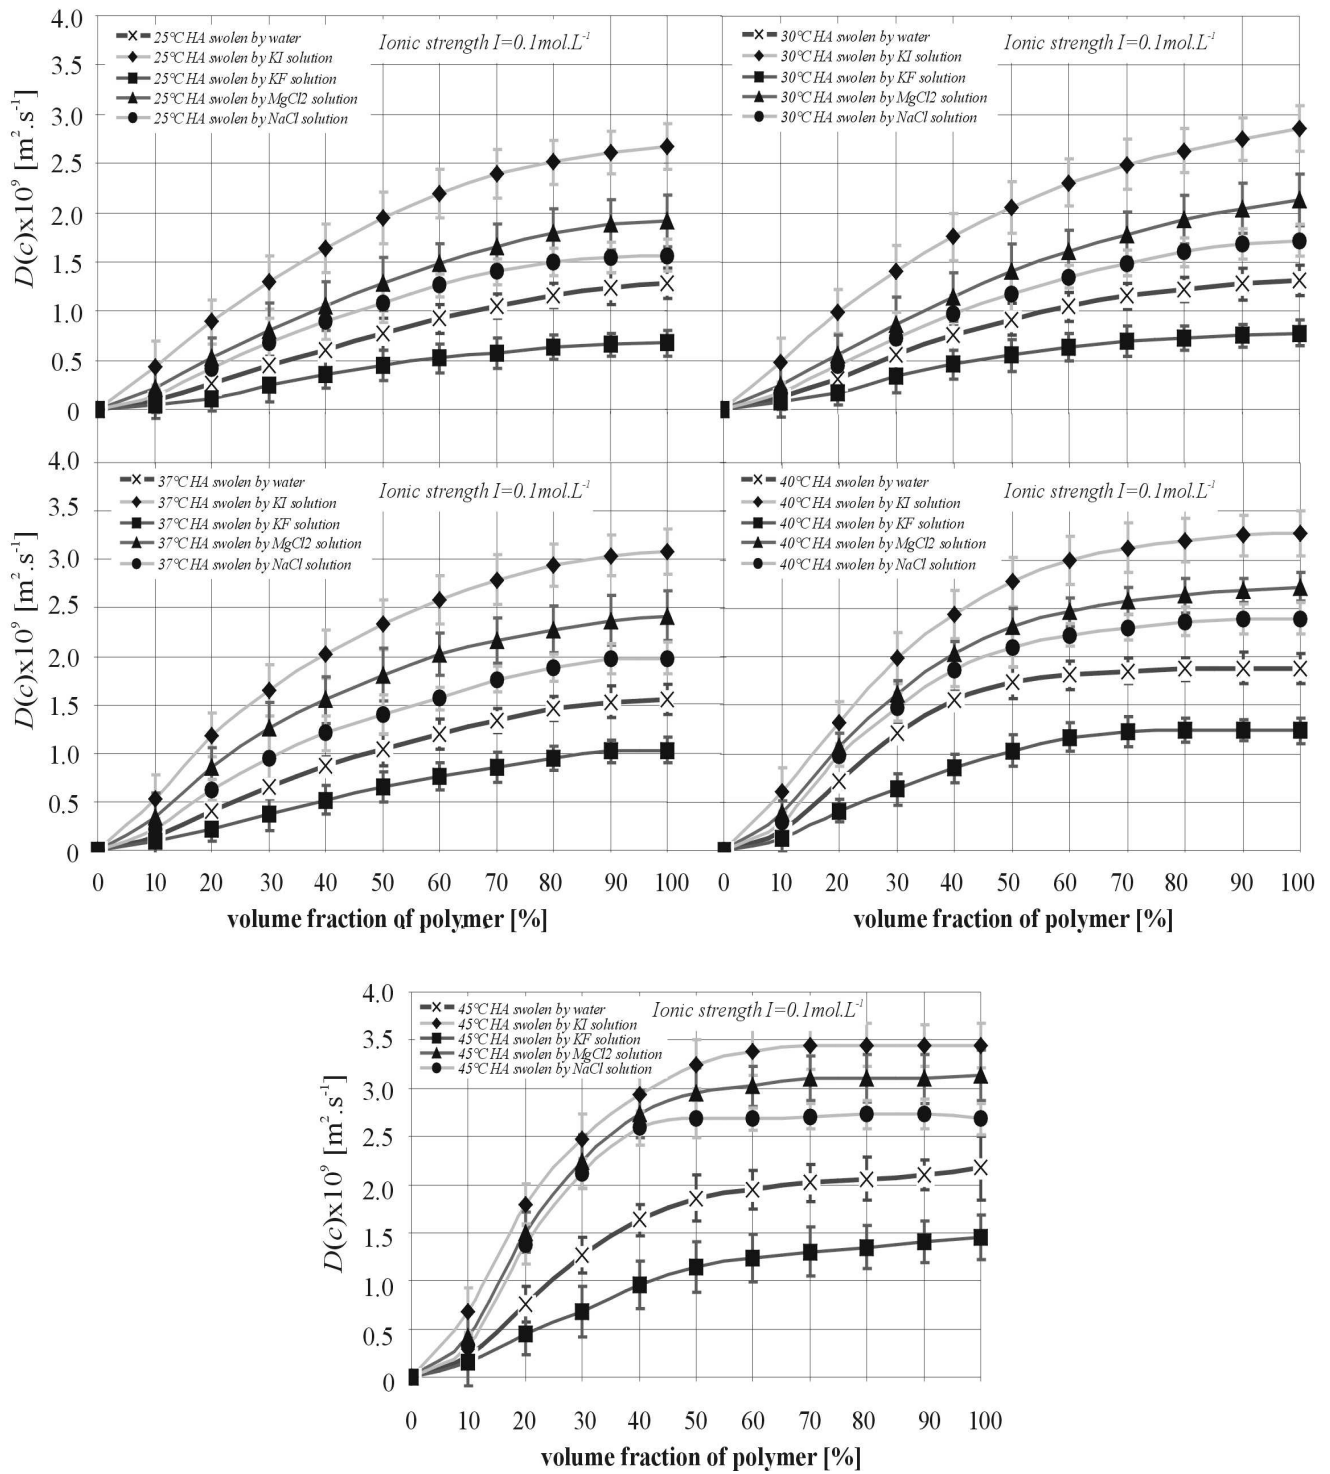 4.0
3.5
3.0
2.5
2.0
1.5
1.0
0.5
0
D(c)x10⁹ [m².s⁻¹]
25°C HA swolen by water
25°C HA swolen by KI solution
25°C HA swolen by KF solution
25°C HA swolen by MgCl2 solution
25°C HA swolen by NaCl solution
Ionic strength I=0.1mol.L⁻¹
30°C HA swolen by water
30°C HA swolen by KI solution
30°C HA swolen by KF solution
30°C HA swolen by MgCl2 solution
30°C HA swolen by NaCl solution
Ionic strength I=0.1mol.L⁻¹
4.0
3.5
3.0
2.5
2.0
1.5
1.0
0.5
0
D(c)x10⁹ [m².s⁻¹]
37°C HA swolen by water
37°C HA swolen by KI solution
37°C HA swolen by KF solution
37°C HA swolen by MgCl2 solution
37°C HA swolen by NaCl solution
Ionic strength I=0.1mol.L⁻¹
0 10 20 30 40 50 60 70 80 90 100
volume fraction of polymer [%]
40°C HA swolen by water
40°C HA swolen by KI solution
40°C HA swolen by KF solution
40°C HA swolen by MgCl2 solution
40°C HA swolen by NaCl solution
Ionic strength I=0.1mol.L⁻¹
0 10 20 30 40 50 60 70 80 90 100
volume fraction of polymer [%]
4.0
3.5
3.0
2.5
2.0
1.5
1.0
0.5
0
D(c)x10⁹ [m².s⁻¹]
45°C HA swolen by water
45°C HA swolen by KI solution
45°C HA swolen by KF solution
45°C HA swolen by MgCl2 solution
45°C HA swolen by NaCl solution
Ionic strength I=0.1mol.L⁻¹
0 10 20 30 40 50 60 70 80 90 100
volume fraction of polymer [%]